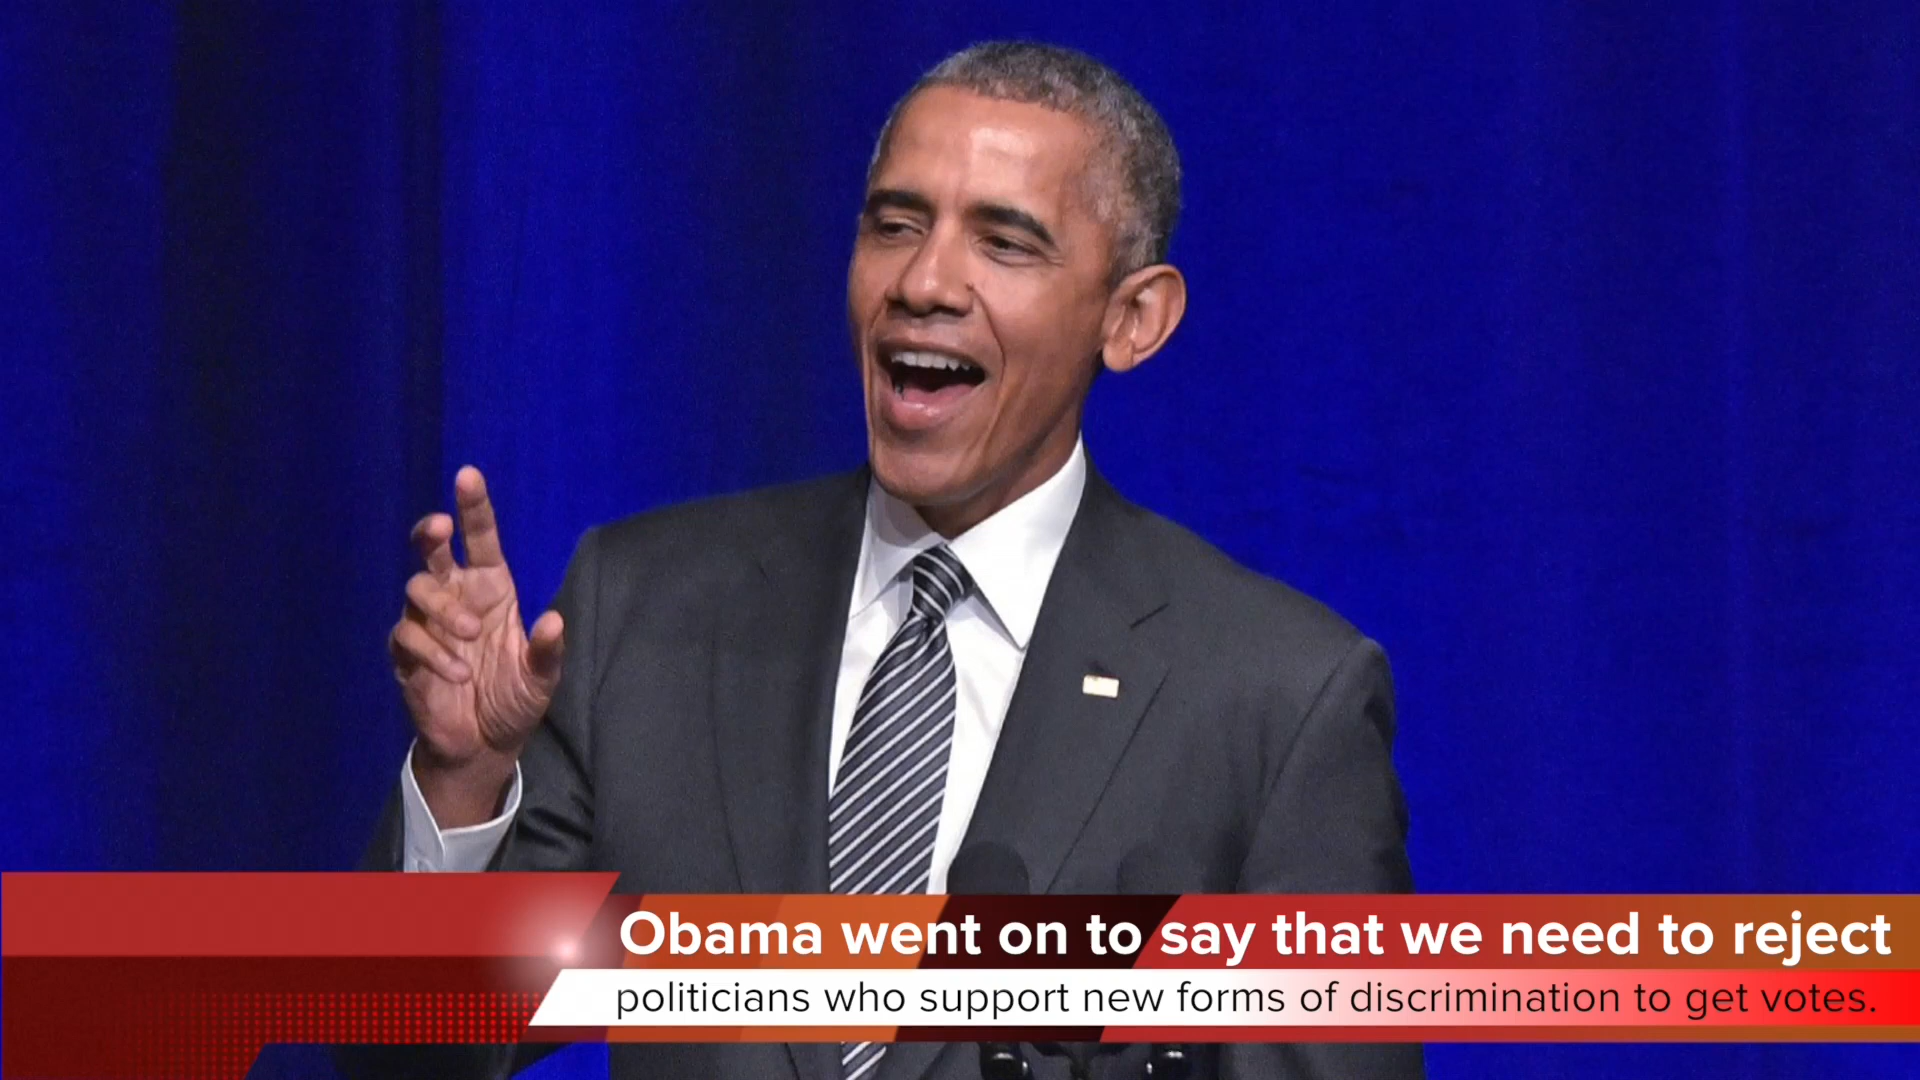 Obama went on to say that we need to reject
politicians who support new forms of discrimination to get votes.